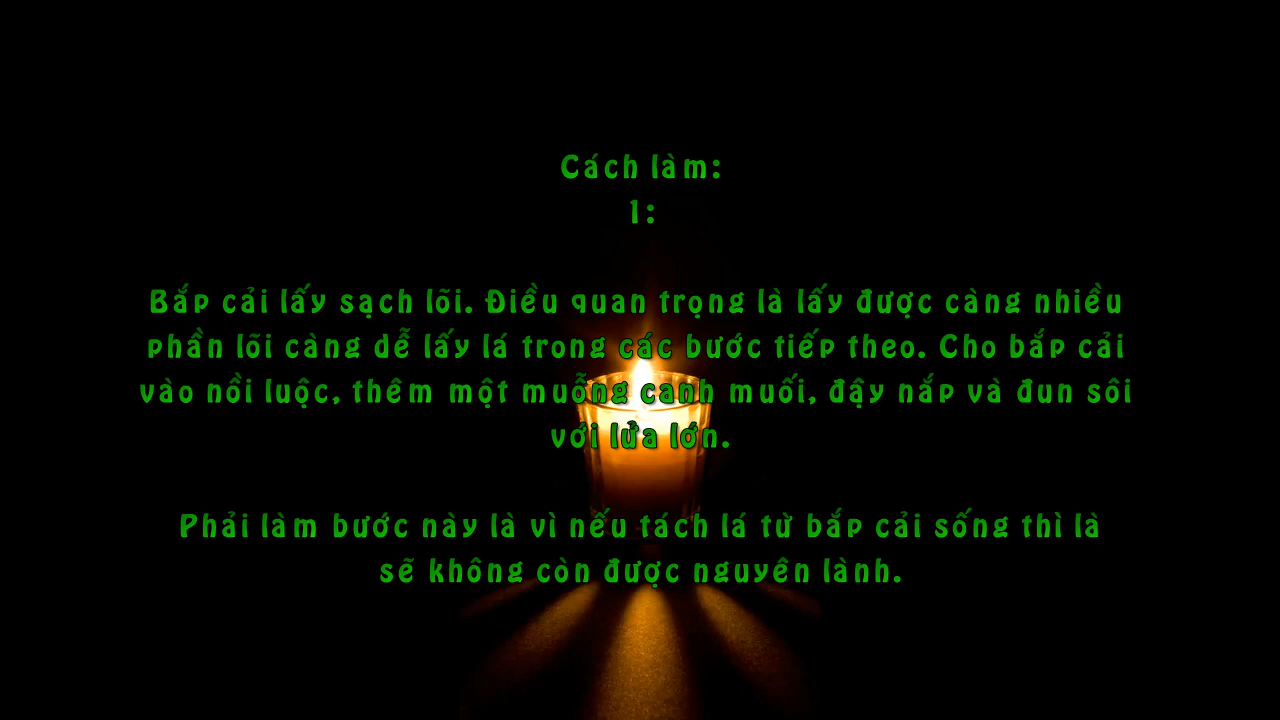 Cách làm:
1:
Bắp cải lấy sạch lõi. Điều quan trọng là lấy được càng nhiều
phần lõi càng dễ lấy lá trong các bước tiếp theo. Cho bắp cải
vào nồi luộc, thêm một muỗng canh muối, đậy nắp và đun sôi
với lửa lớn.
Phải làm bước này là vì nếu tách lá từ bắp cải sống thì là
sẽ không còn được nguyên lành.